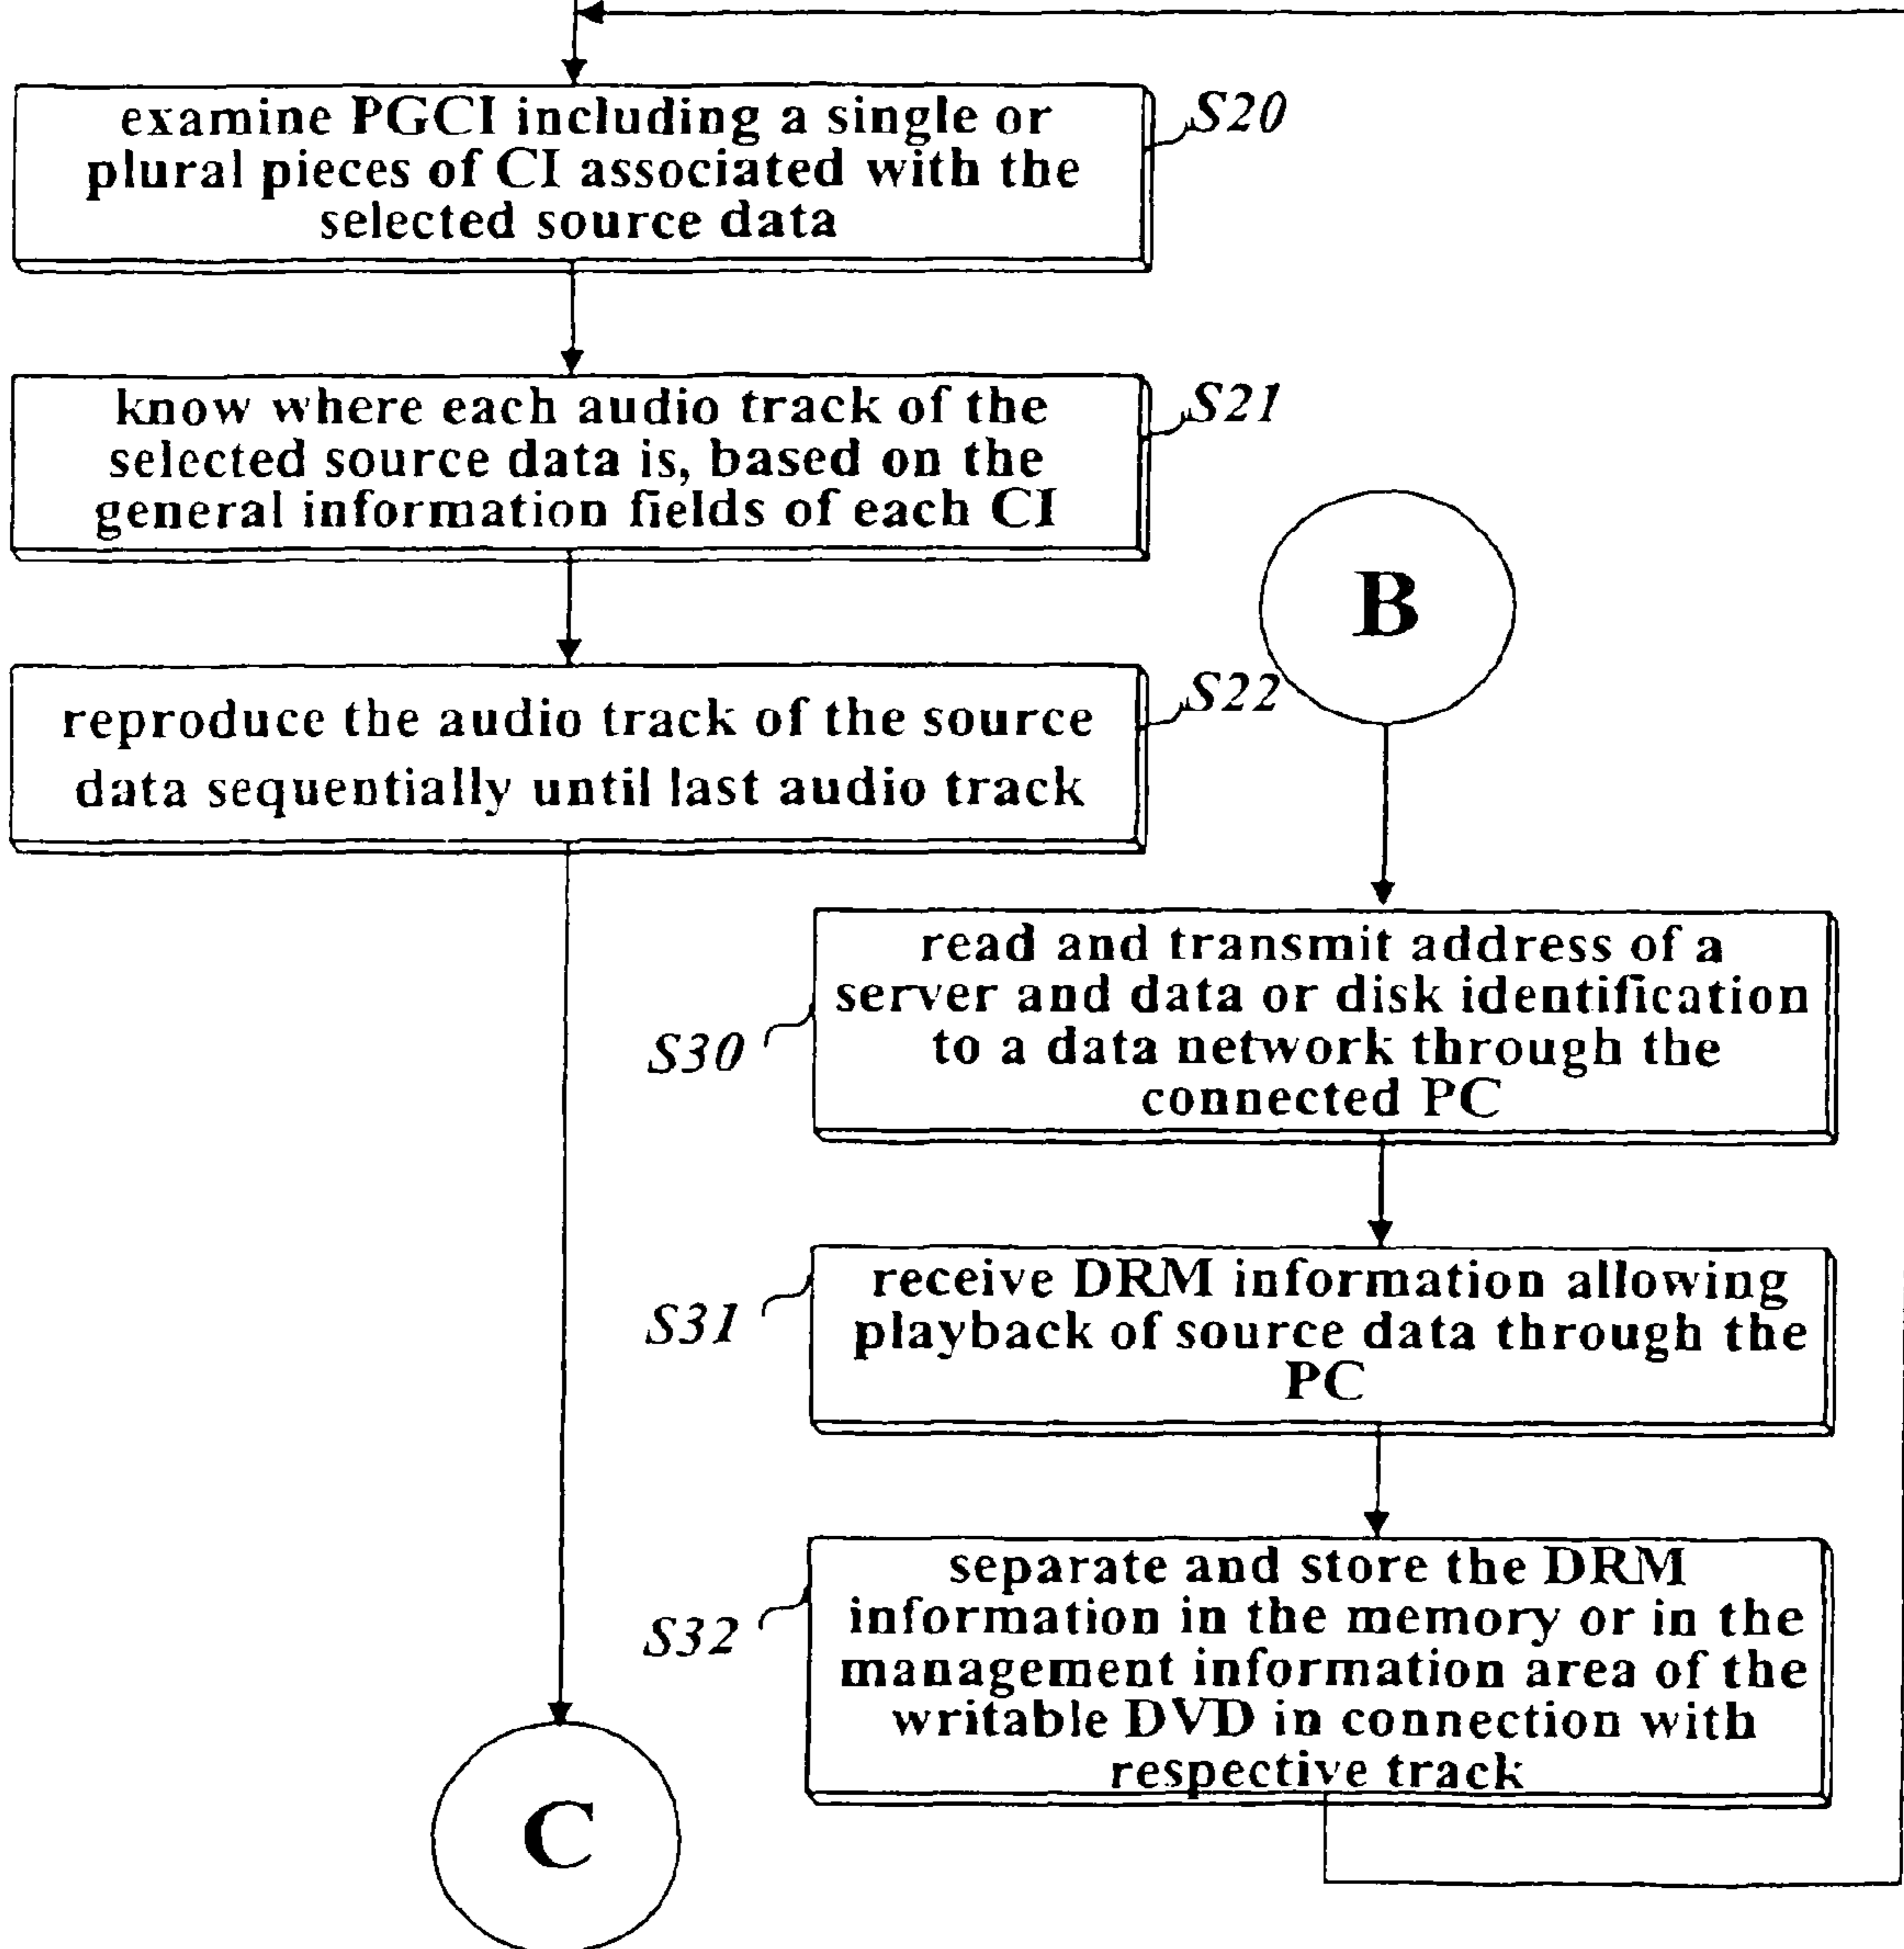 examine PGCI including a single or
plural pieces of CI associated with the
selected source data
S20
know where each audio track of the
selected source data is, based on the
general information fields of each CI
S21
reproduce the audio track of the source
data sequentially until last audio track
S22
B
read and transmit address of a
server and data or disk identification
to a data network through the
connected PC
S30
receive DRM information allowing
playback of source data through the
PC
S31
separate and store the DRM
information in the memory or in the
management information area of the
writable DVD in connection with
respective track
S32
C